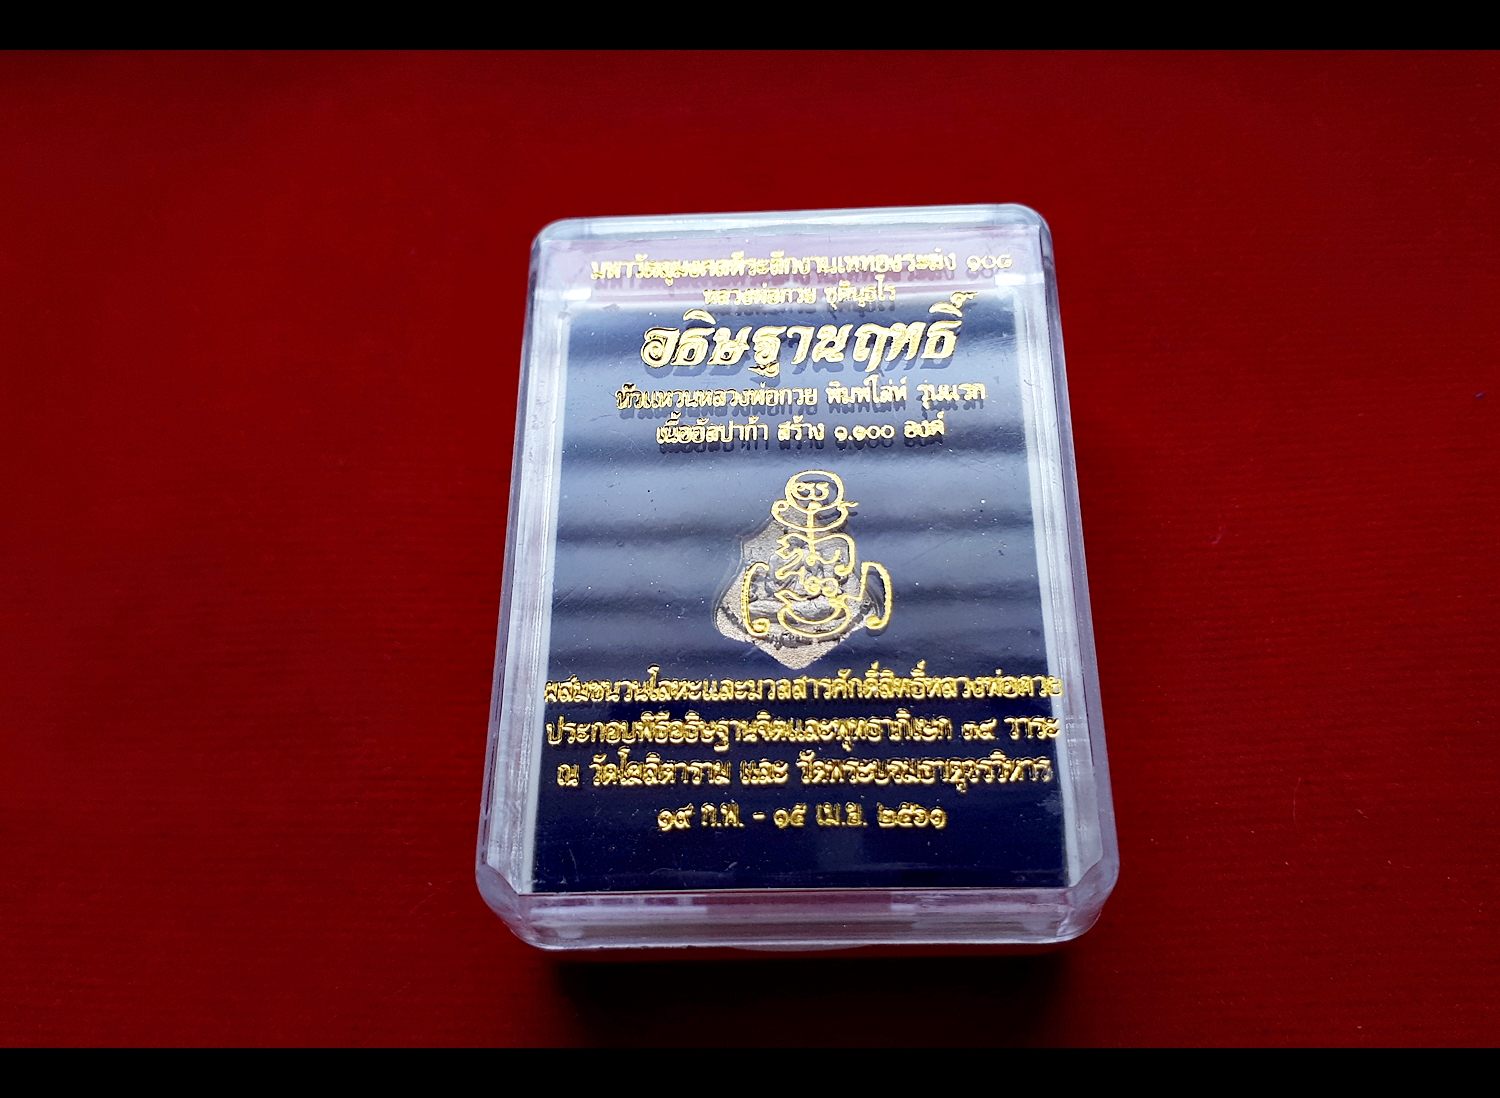 มหาวัตถุมงคลที่ระลึกงานเททองระฆัง ๑๐๘
หลวงพ่อกวย ชุตินฺธโร
อธิษฐานฤทธิ์
หัวแหวนหลวงพ่อกวย พิมพ์โล่ห์ รุ่นแรก
เนื้ออัลปาก้า สร้าง ๑,๑๐๐ องค์
ผสมชนวนโลหะและมวลสารศักดิ์สิทธิ์หลวงพ่อกวย
ประกอบพิธีอธิษฐานจิตและพุทธาภิเษก ๓๙ วาระ
ณ วัดโฆสิตาราม และ วัดพระบรมธาตุวรวิหาร
๑๙ ก.พ. - ๑๕ เม.ย. ๒๕๖๑